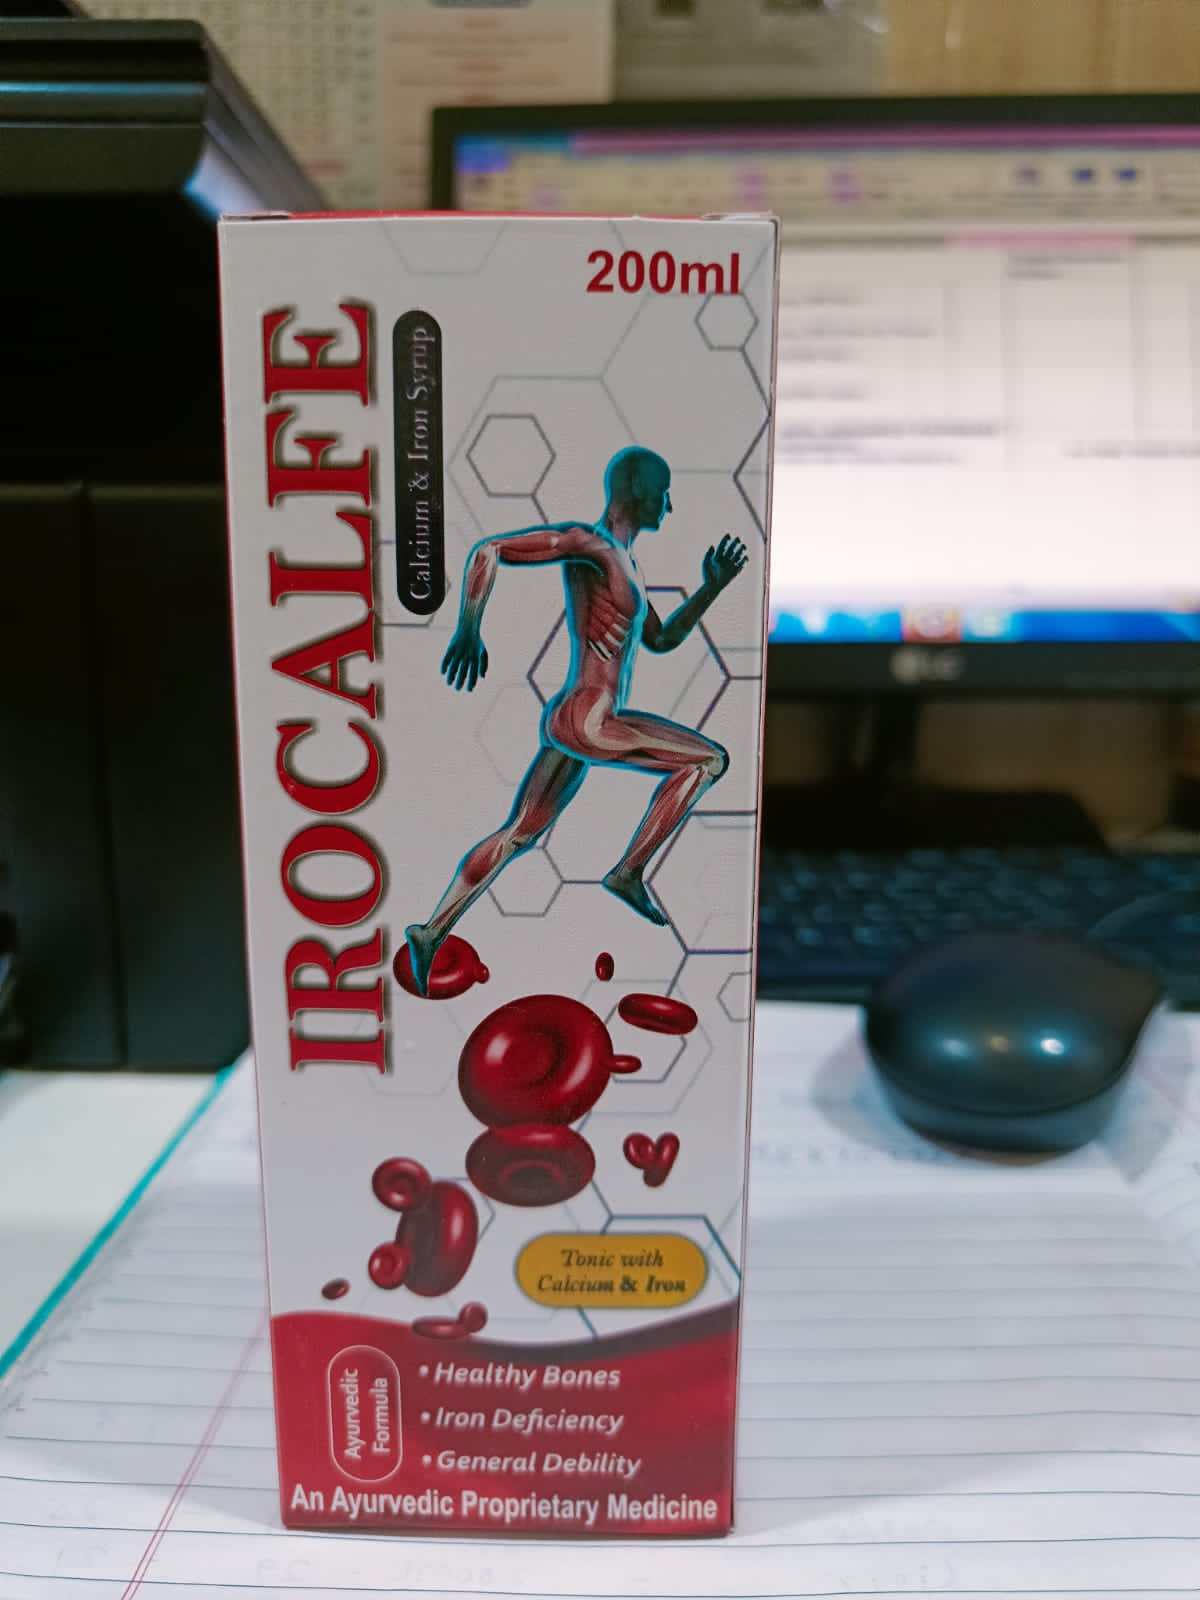 200ml
IROCALFE
Calcium & Iron Syrup
Tonic with
Calcium & Iron
Ayurvedic
Formula
• Healthy Bones
• Iron Deficiency
• General Debility
An Ayurvedic Proprietary Medicine
LG